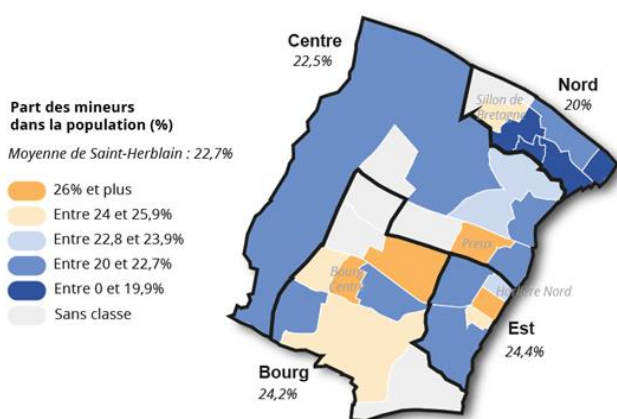 Centre
22,5%
Nord
20%
Part des mineurs
dans la population (%)
Moyenne de Saint-Herblain : 22,7%
26% et plus
Entre 24 et 25,9%
Entre 22,8 et 23,9%
Entre 20 et 22,7%
Entre 0 et 19,9%
Sans classe
Sillon de
Bretagne
Preux
Bourg
Centre
Nord
Est
24,4%
Bourg
24,2%